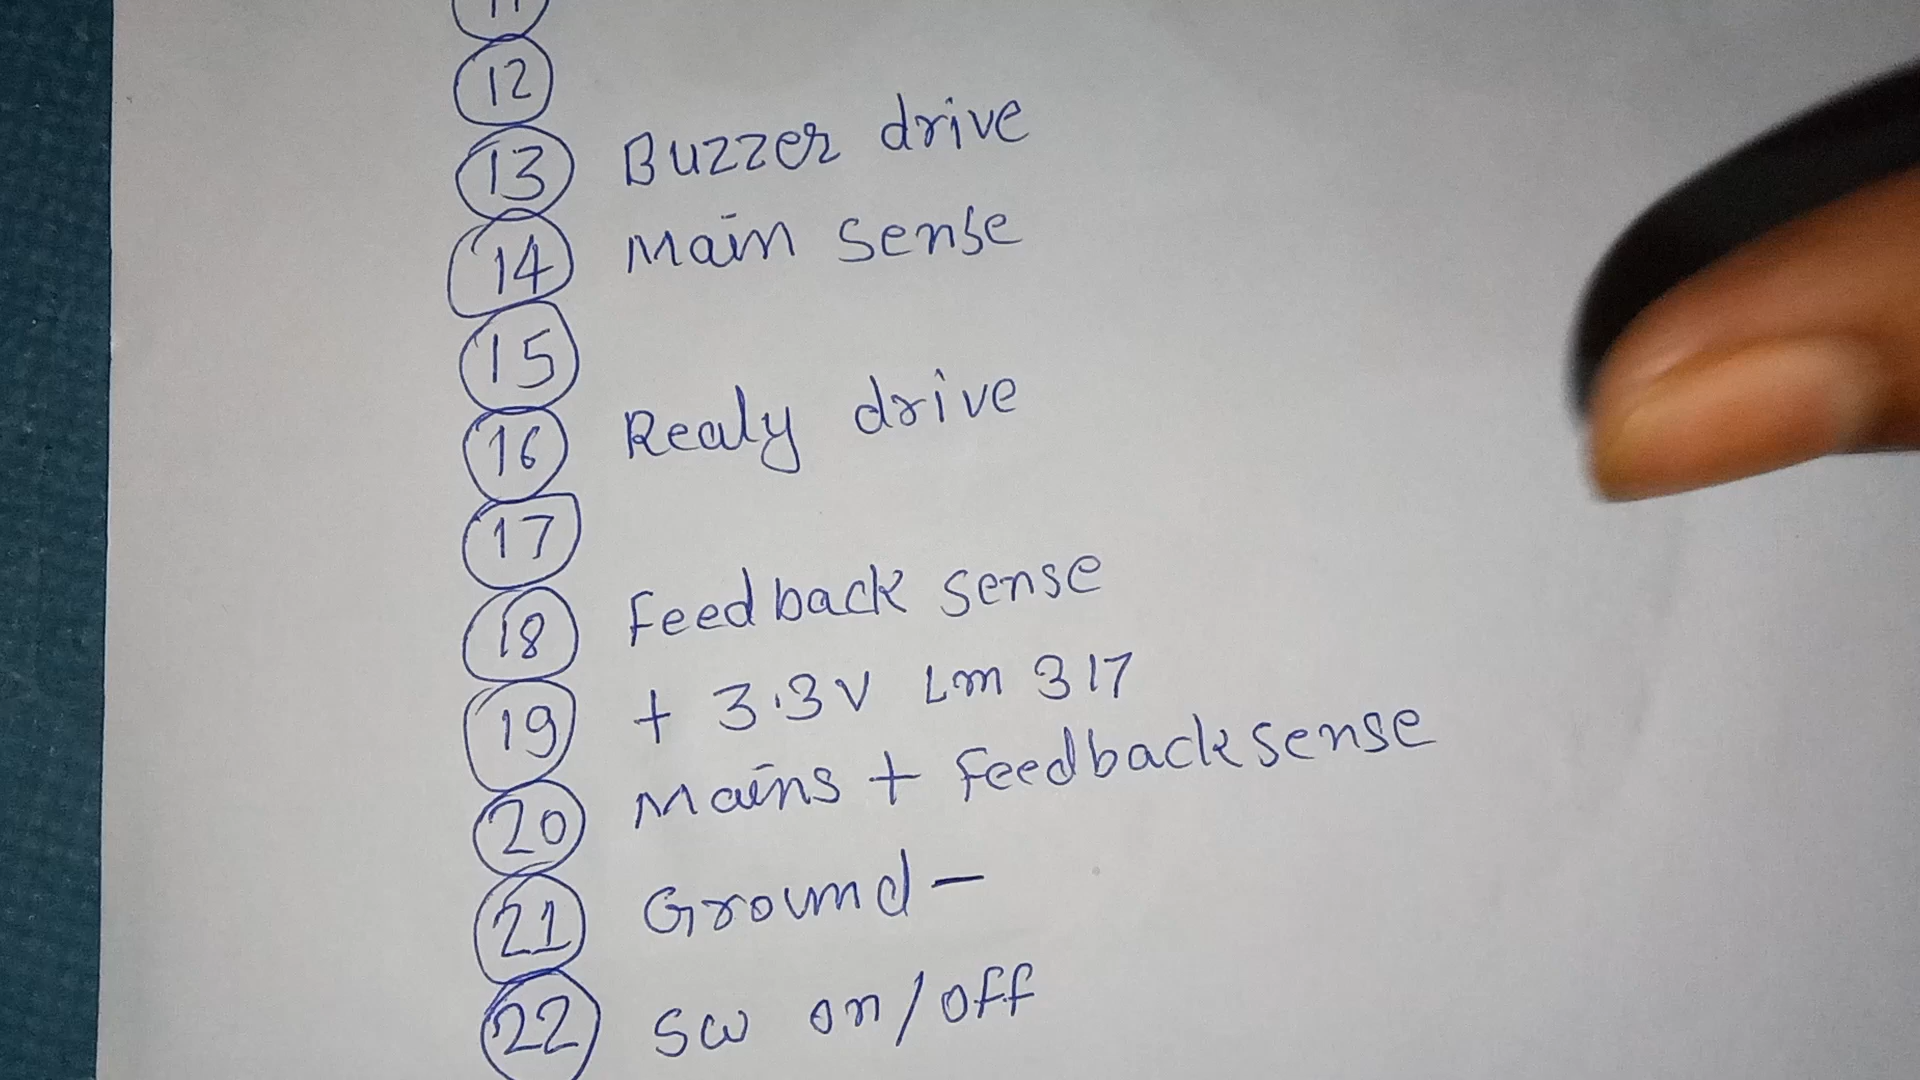 11
12
13 Buzzer drive
14 Main sense
15
16 Realy drive
17
18 Feedback sense
19 + 3.3V Lm 317
20 Mains + feedback sense
21 Ground -
22 SW on/off